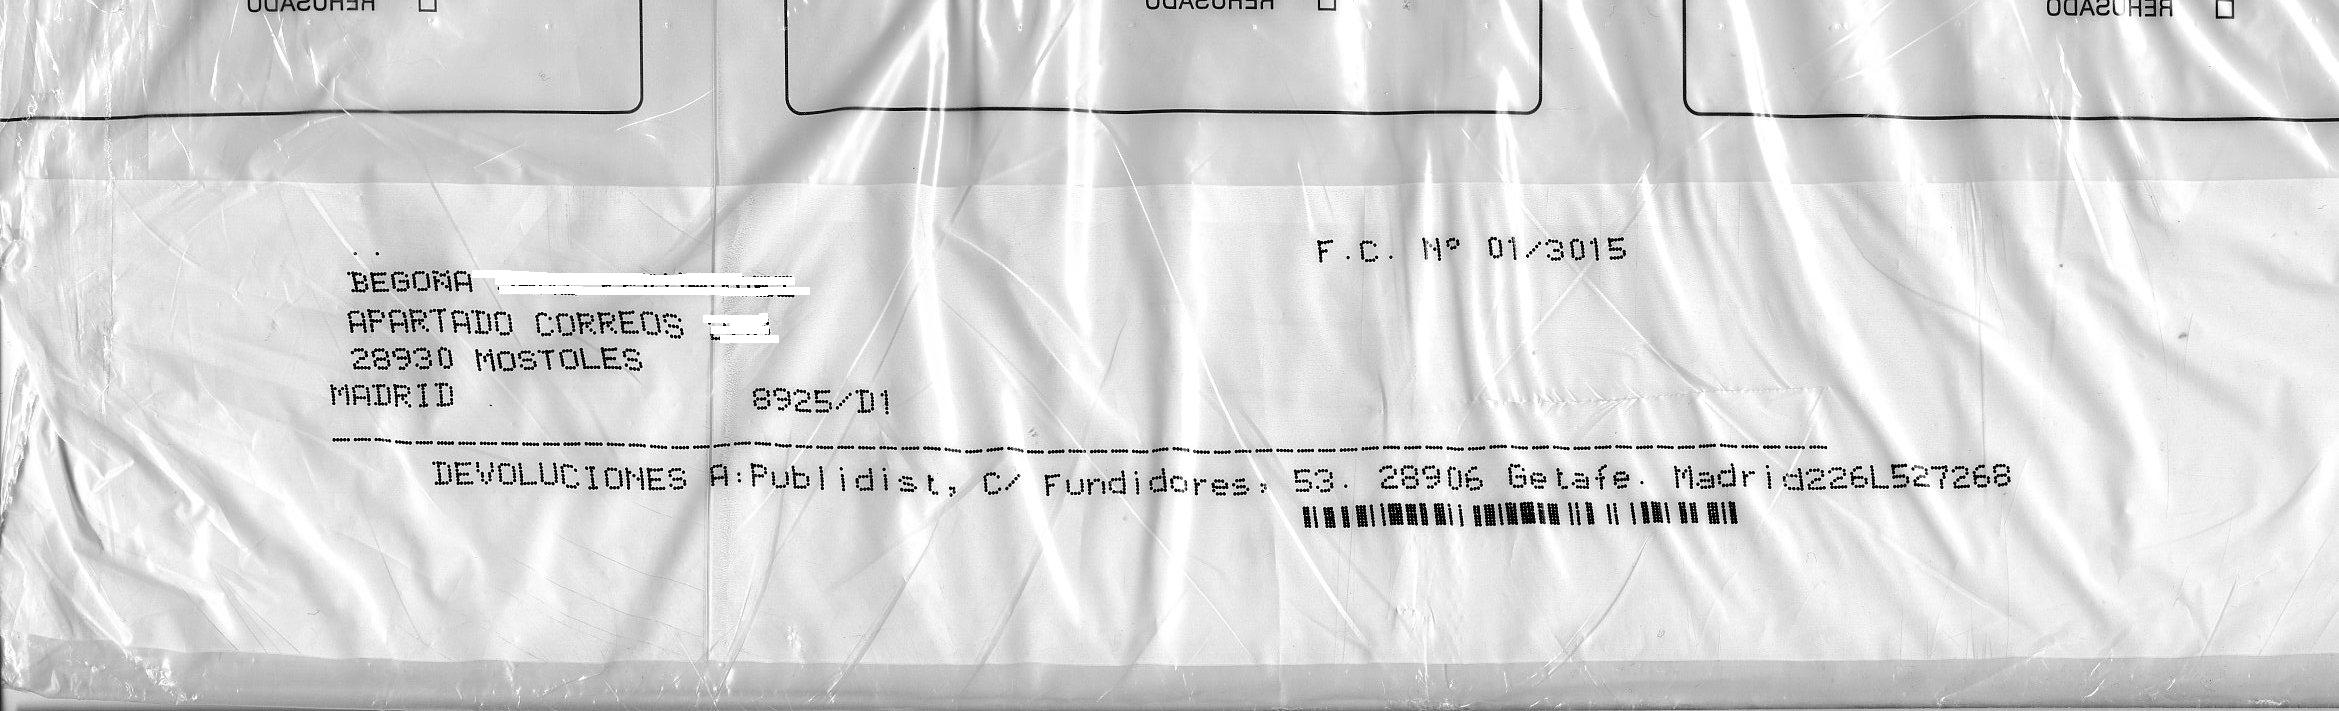 REHUSADO
REHUSADO
REHUSADO
F.C. Nº 01/3015
BEGOÑA
APARTADO CORREOS
28930 MOSTOLES
MADRID 8925/D1
DEVOLUCIONES A:Publidist, C/ Fundidores, 53. 28906 Getafe. Madrid226L527268